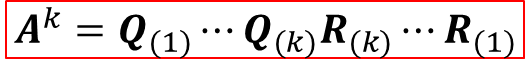 A^k = Q_(1) ⋯ Q_(k) R_(k) ⋯ R_(1)